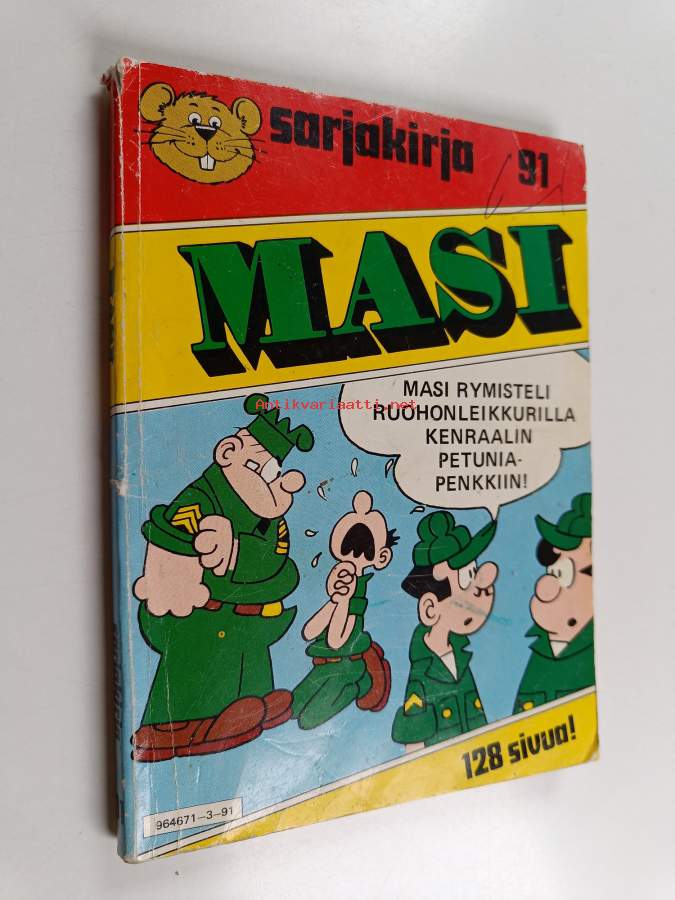 sarjakirja 91
MASI
MASI RYMISTELI
RUOHONLEIKKURILLA
KENRAALIN
PETUNIA-
PENKKIIN!
Antikvariaatti.net
128 sivua!
964671-3-91